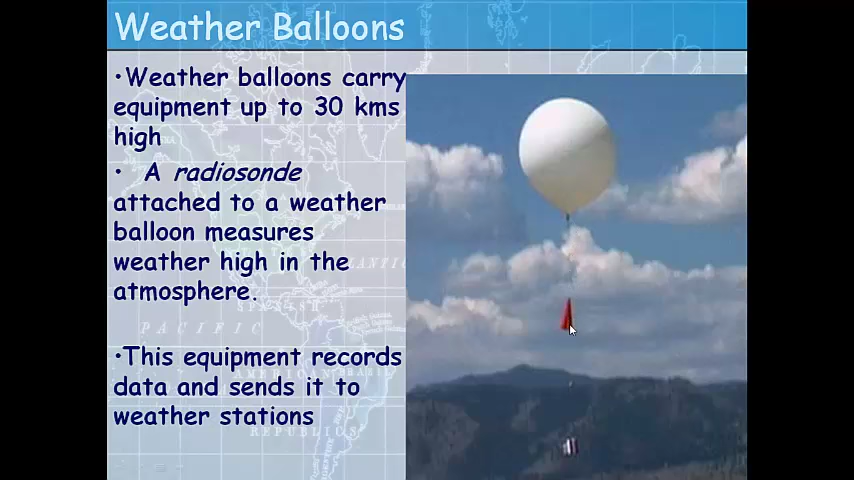 Weather Balloons
•Weather balloons carry
equipment up to 30 kms
high
• A radiosonde
attached to a weather
balloon measures
weather high in the
atmosphere.
•This equipment records
data and sends it to
weather stations
PACIFIC